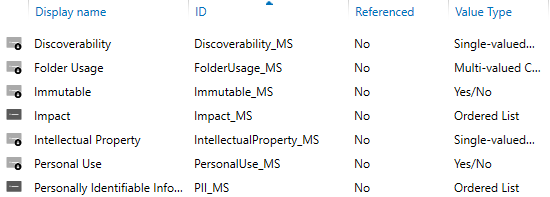 Display name ID Referenced Value Type
Discoverability Discoverability_MS No Single-valued...
Folder Usage FolderUsage_MS No Multi-valued C...
Immutable Immutable_MS No Yes/No
Impact Impact_MS No Ordered List
Intellectual Property IntellectualProperty_MS No Single-valued...
Personal Use PersonalUse_MS No Yes/No
Personally Identifiable Info... PII_MS No Ordered List